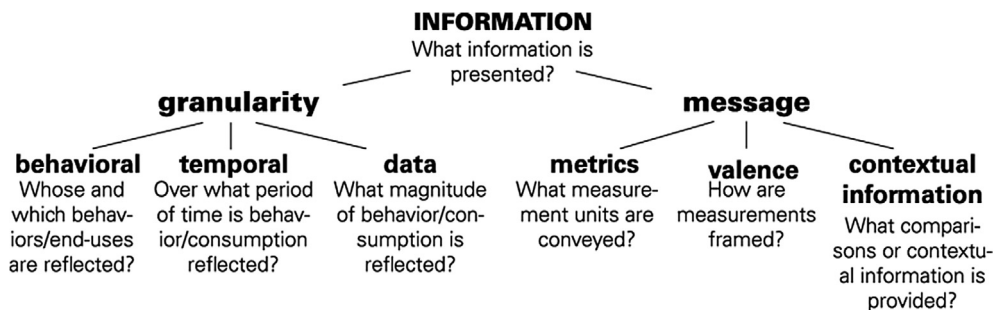 INFORMATION
What information is
presented?
granularity
message
behavioral
Whose and
which behav-
iors/end-uses
are reflected?
temporal
Over what period
of time is behav-
ior/consumption
reflected?
data
What magnitude
of behavior/con-
sumption is
reflected?
metrics
What measure-
ment units are
conveyed?
valence
How are
measurements
framed?
contextual
information
What compari-
sons or contextu-
al information is
provided?